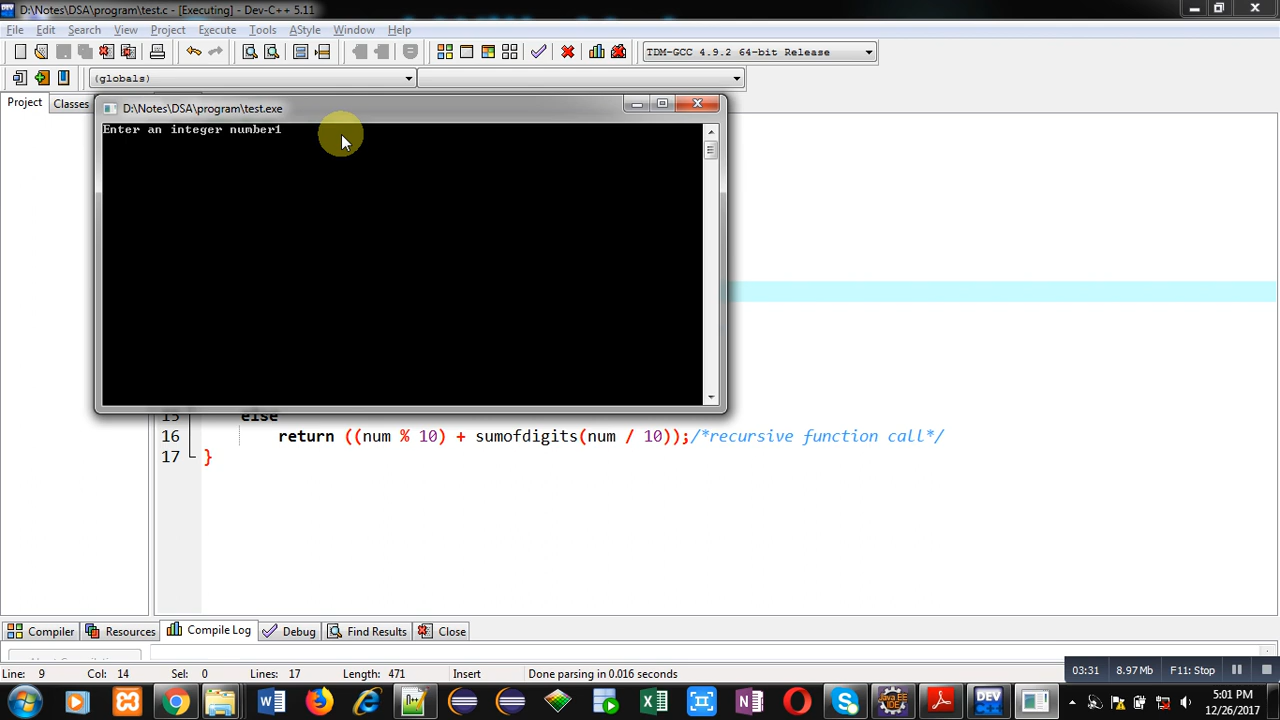 D:\Notes\DSA\program\test.c - [Executing] - Dev-C++ 5.11
File Edit Search View Project Execute Tools AStyle Window Help
TDM-GCC 4.9.2 64-bit Release
(globals)
Project Classes
D:\Notes\DSA\program\test.exe
Enter an integer number1
15 else
16 return ((num % 10) + sumofdigits(num / 10));/*recursive function call*/
17 }
Compiler Resources Compile Log Debug Find Results Close
Line: 9 Col: 14 Sel: 0 Lines: 17 Length: 471 Insert Done parsing in 0.016 seconds
03:31 8.97 Mb F11: Stop
5:01 PM
12/26/2017